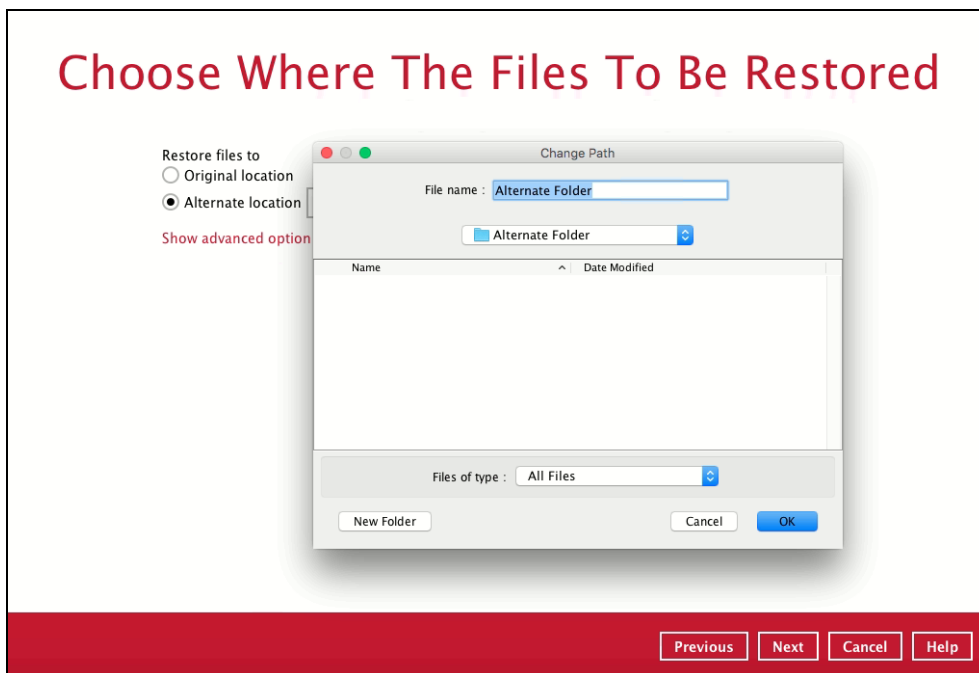 Choose Where The Files To Be Restored
Restore files to
Original location
Alternate location
Show advanced option
Change Path
File name : Alternate Folder
Alternate Folder
Name Date Modified
Files of type : All Files
New Folder Cancel OK
Previous Next Cancel Help